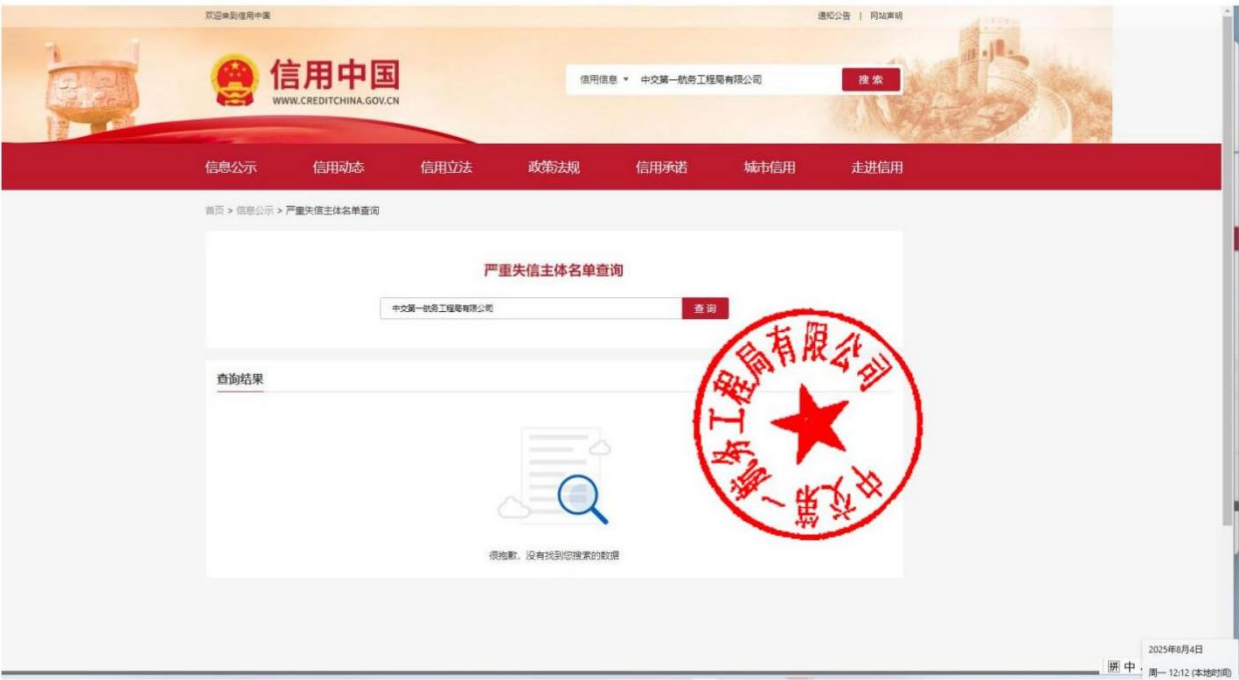 欢迎来到信用中国
通知公告 | 网站声明
信用中国
WWW.CREDITCHINA.GOV.CN
信用信息 中交第一航务工程局有限公司 搜索
信息公示 信用动态 信用立法 政策法规 信用承诺 城市信用 走进信用
首页 > 信息公示 > 严重失信主体名单查询
严重失信主体名单查询
中交第一航务工程局有限公司 查询
查询结果
中交第一航务工程局有限公司
很抱歉，没有找到您搜索的数据
2025年8月4日
拼 中
周一 12:12 (本地时间)